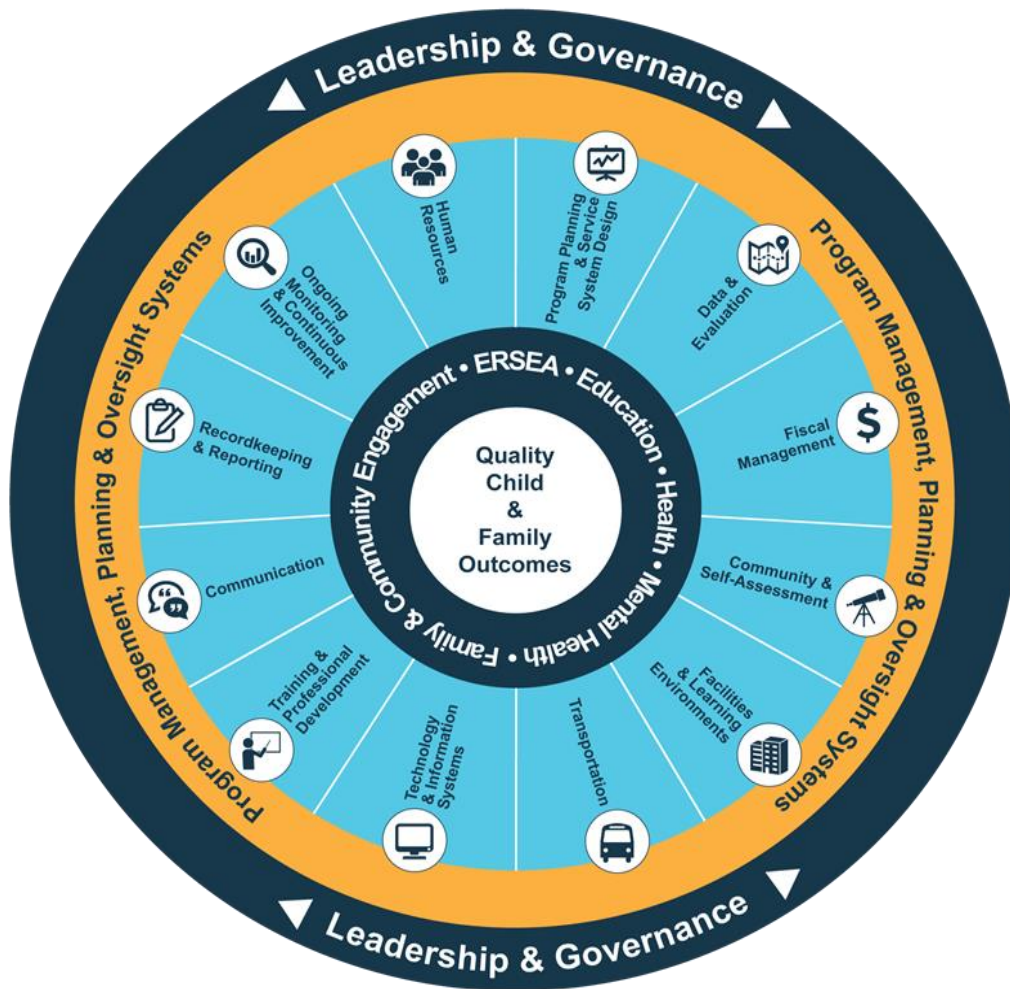 Leadership & Governance
Program Management, Planning & Oversight Systems
Program Management, Planning & Oversight Systems
Human
Resources
Program Planning
& Service
System Design
Data &
Evaluation
Fiscal
Management
Community &
Self-Assessment
Facilities
& Learning
Environments
Transportation
Technology
& Information
Systems
Training &
Professional
Development
Communication
Recordkeeping
& Reporting
Ongoing
Monitoring
& Continuous
Improvement
Family & Community Engagement • ERSEA • Education • Health • Mental Health •
Quality
Child
&
Family
Outcomes
$
Leadership & Governance